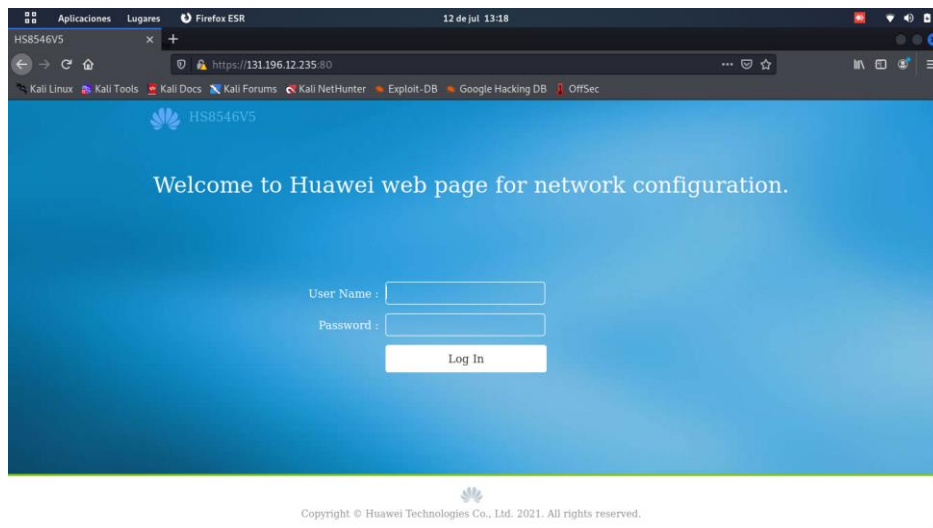 Aplicaciones Lugares Firefox ESR 12 de jul 13:18
HS8546V5
https://131.196.12.235:80
Kali Linux Kali Tools Kali Docs Kali Forums Kali NetHunter Exploit-DB Google Hacking DB OffSec
HS8546V5
Welcome to Huawei web page for network configuration.
User Name :
Password :
Log In
Copyright © Huawei Technologies Co., Ltd. 2021. All rights reserved.